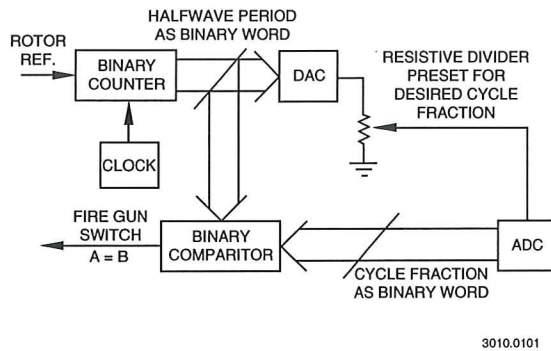 HALFWAVE PERIOD
AS BINARY WORD
ROTOR
REF.
BINARY
COUNTER
DAC
RESISTIVE DIVIDER
PRESET FOR
DESIRED CYCLE
FRACTION
CLOCK
FIRE GUN
SWITCH
A = B
BINARY
COMPARITOR
ADC
CYCLE FRACTION
AS BINARY WORD
3010.0101